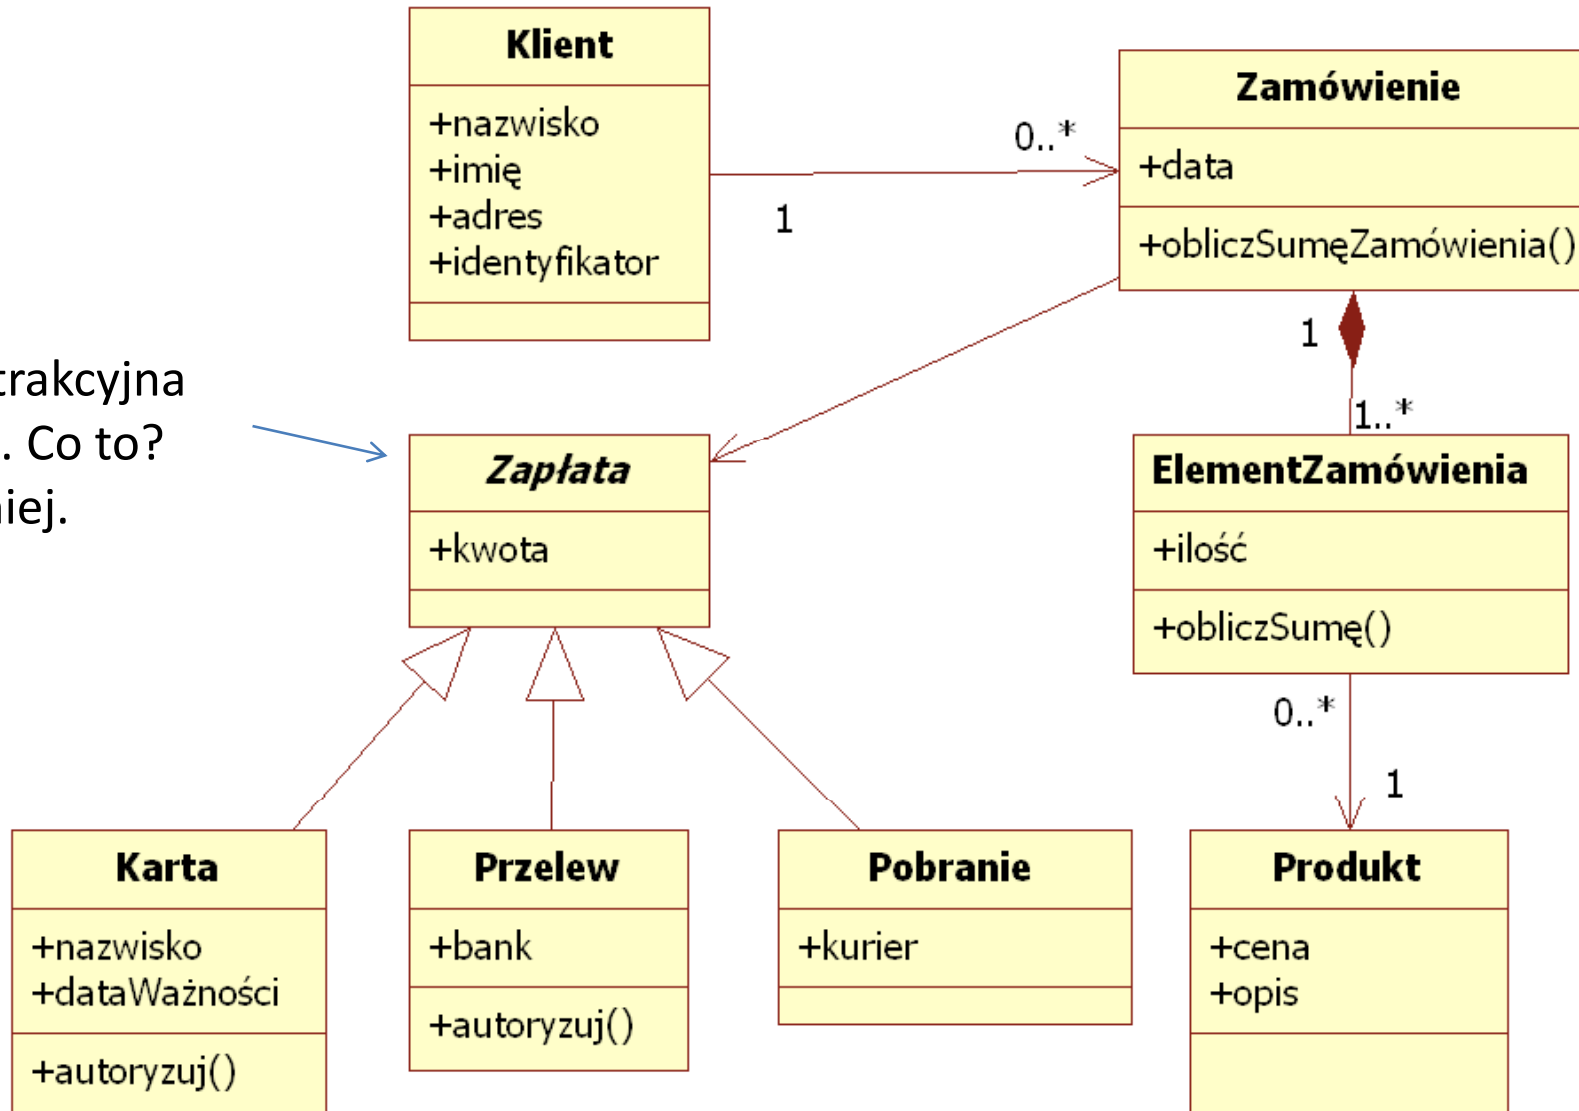 Klient
+nazwisko
+imię
+adres
+identyfikator
0..*
1
Zamówienie
+data
+obliczSumęZamówienia()
1
1..*
trakcyjna
. Co to?
iej.
Zapłata
+kwota
ElementZamówienia
+ilość
+obliczSumę()
0..*
1
Karta
+nazwisko
+dataWażności
+autoryzuj()
Przelew
+bank
+autoryzuj()
Pobranie
+kurier
Produkt
+cena
+opis